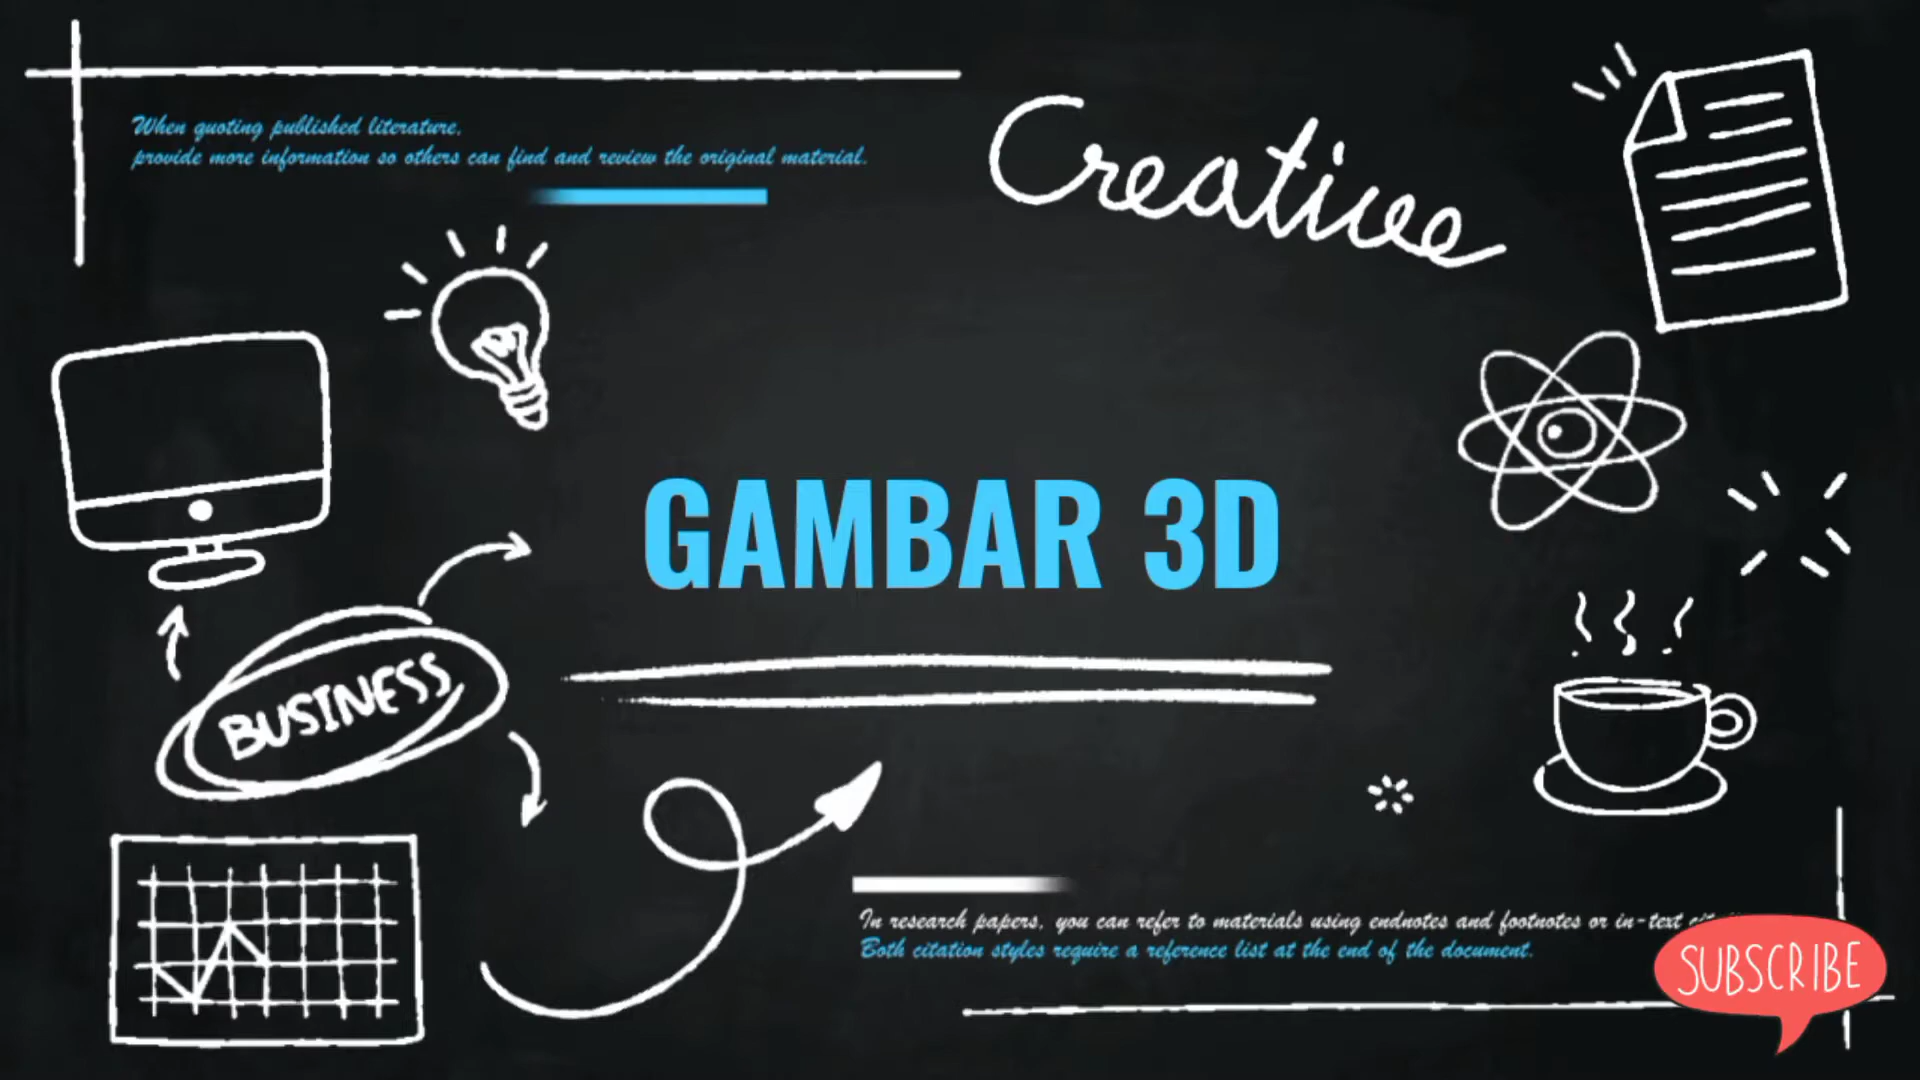 When quoting published literature,
provide more information so others can find and review the original material.
Creative
GAMBAR 3D
BUSINESS
In research papers, you can refer to materials using endnotes and footnotes or in-text
Both citation styles require a reference list at the end of the document.
SUBSCRIBE